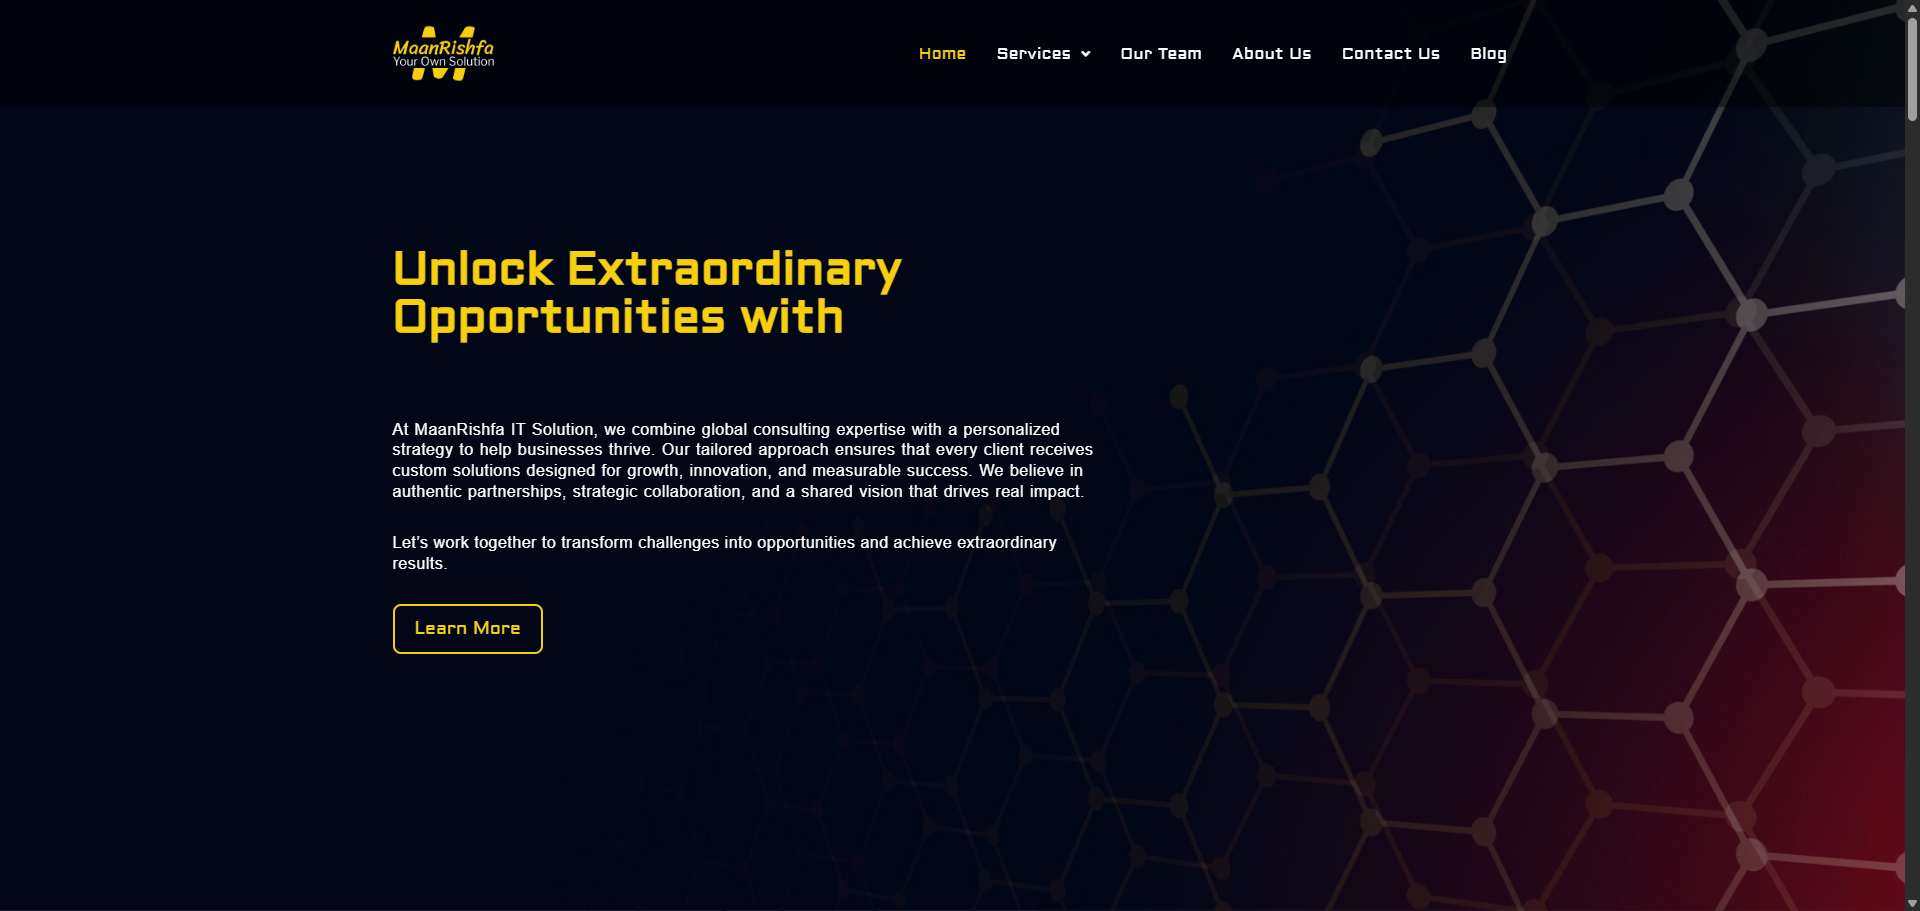 MaanRishfa
Your Own Solution
Home Services Our Team About Us Contact Us Blog
Unlock Extraordinary
Opportunities with
At MaanRishfa IT Solution, we combine global consulting expertise with a personalized
strategy to help businesses thrive. Our tailored approach ensures that every client receives
custom solutions designed for growth, innovation, and measurable success. We believe in
authentic partnerships, strategic collaboration, and a shared vision that drives real impact.
Let’s work together to transform challenges into opportunities and achieve extraordinary
results.
Learn More